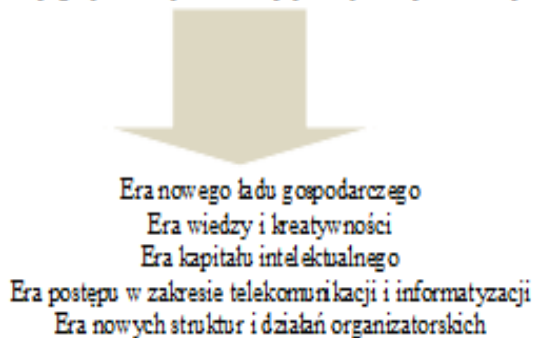 Era nowego ładu gospodarczego
Era wiedzy i kreatywności
Era kapitału intelektualnego
Era postępu w zakresie telekomunikacji i informatyzacji
Era nowych struktur i działań organizatorskich